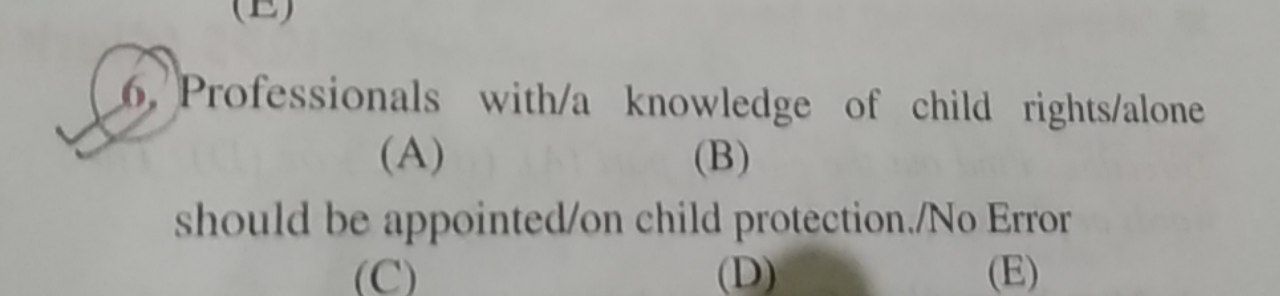 (E)
6. Professionals with/a knowledge of child rights/alone
(A) (B)
should be appointed/on child protection./No Error
(C) (D) (E)